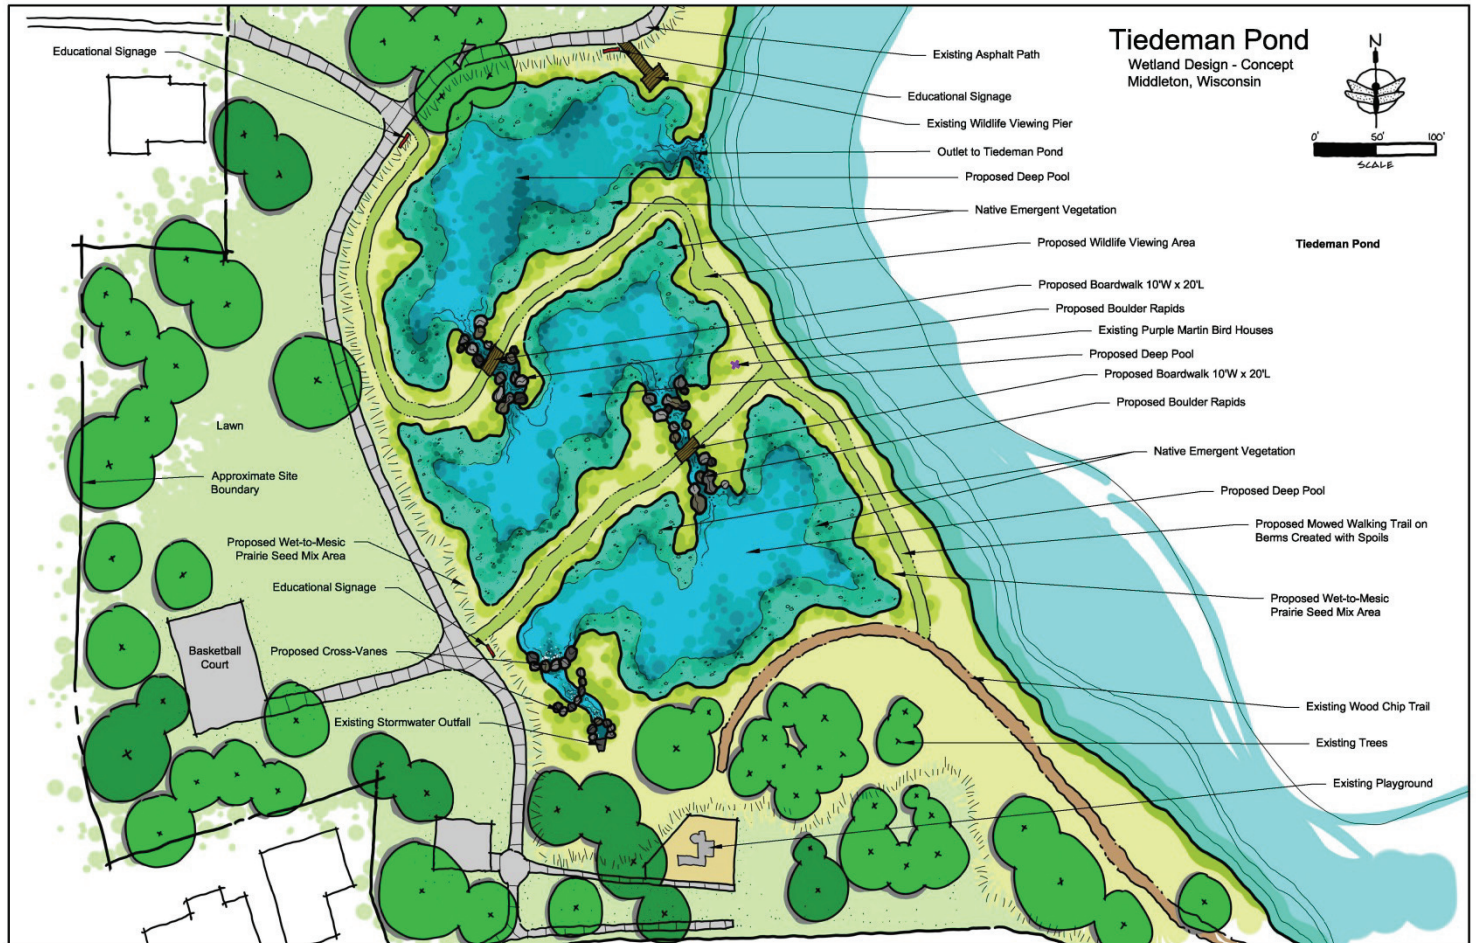 Tiedeman Pond
Wetland Design - Concept
Middleton, Wisconsin
N
0' 50' 100'
SCALE
Educational Signage
Existing Asphalt Path
Educational Signage
Existing Wildlife Viewing Pier
Outlet to Tiedeman Pond
Proposed Deep Pool
Native Emergent Vegetation
Proposed Wildlife Viewing Area
Tiedeman Pond
Proposed Boardwalk 10'W x 20'L
Proposed Boulder Rapids
Existing Purple Martin Bird Houses
Proposed Deep Pool
Proposed Boardwalk 10'W x 20'L
Proposed Boulder Rapids
Native Emergent Vegetation
Proposed Deep Pool
Proposed Mowed Walking Trail on
Berms Created with Spoils
Proposed Wet-to-Mesic
Prairie Seed Mix Area
Existing Wood Chip Trail
Existing Trees
Existing Playground
Lawn
Approximate Site
Boundary
Proposed Wet-to-Mesic
Prairie Seed Mix Area
Educational Signage
Basketball
Court
Proposed Cross-Vanes
Existing Stormwater Outfall